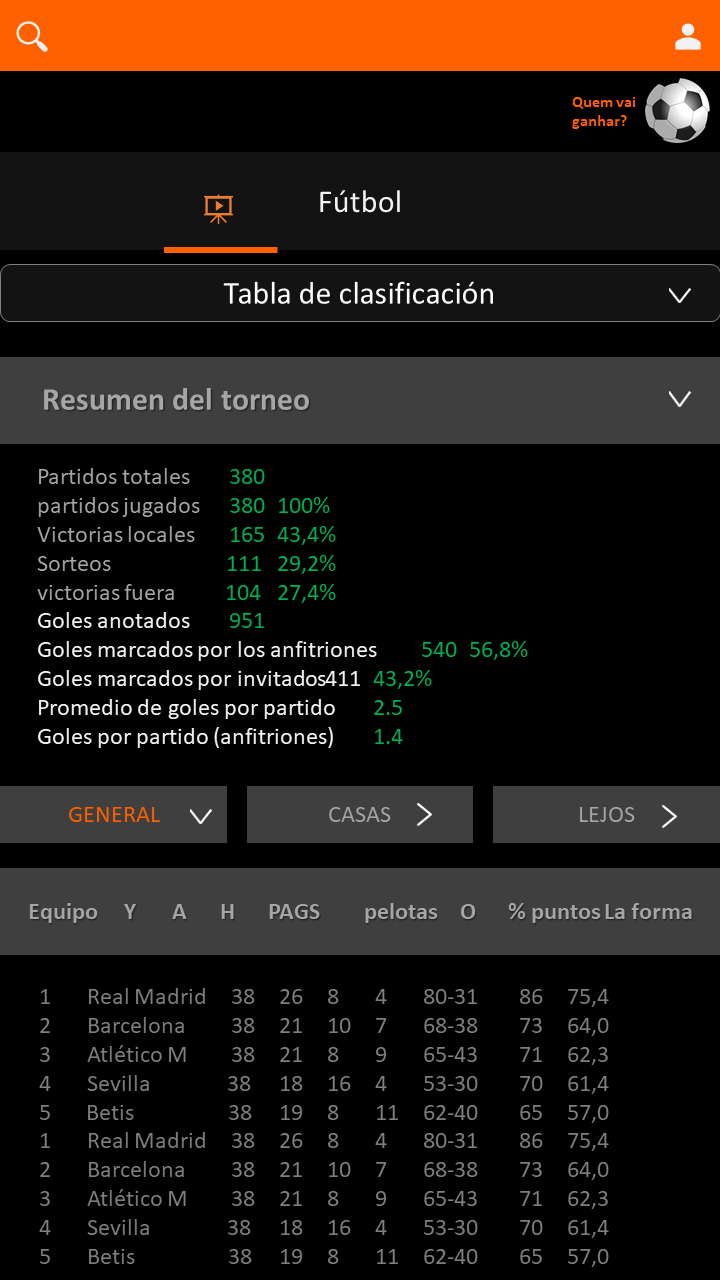 Quem vai
ganhar?
Fútbol
Tabla de clasificación
Resumen del torneo
Partidos totales 380
partidos jugados 380 100%
Victorias locales 165 43,4%
Sorteos 111 29,2%
victorias fuera 104 27,4%
Goles anotados 951
Goles marcados por los anfitriones 540 56,8%
Goles marcados por invitados411 43,2%
Promedio de goles por partido 2.5
Goles por partido (anfitriones) 1.4
GENERAL CASAS LEJOS
Equipo Y A H PAGS pelotas O % puntos La forma
1 Real Madrid 38 26 8 4 80-31 86 75,4
2 Barcelona 38 21 10 7 68-38 73 64,0
3 Atlético M 38 21 8 9 65-43 71 62,3
4 Sevilla 38 18 16 4 53-30 70 61,4
5 Betis 38 19 8 11 62-40 65 57,0
1 Real Madrid 38 26 8 4 80-31 86 75,4
2 Barcelona 38 21 10 7 68-38 73 64,0
3 Atlético M 38 21 8 9 65-43 71 62,3
4 Sevilla 38 18 16 4 53-30 70 61,4
5 Betis 38 19 8 11 62-40 65 57,0